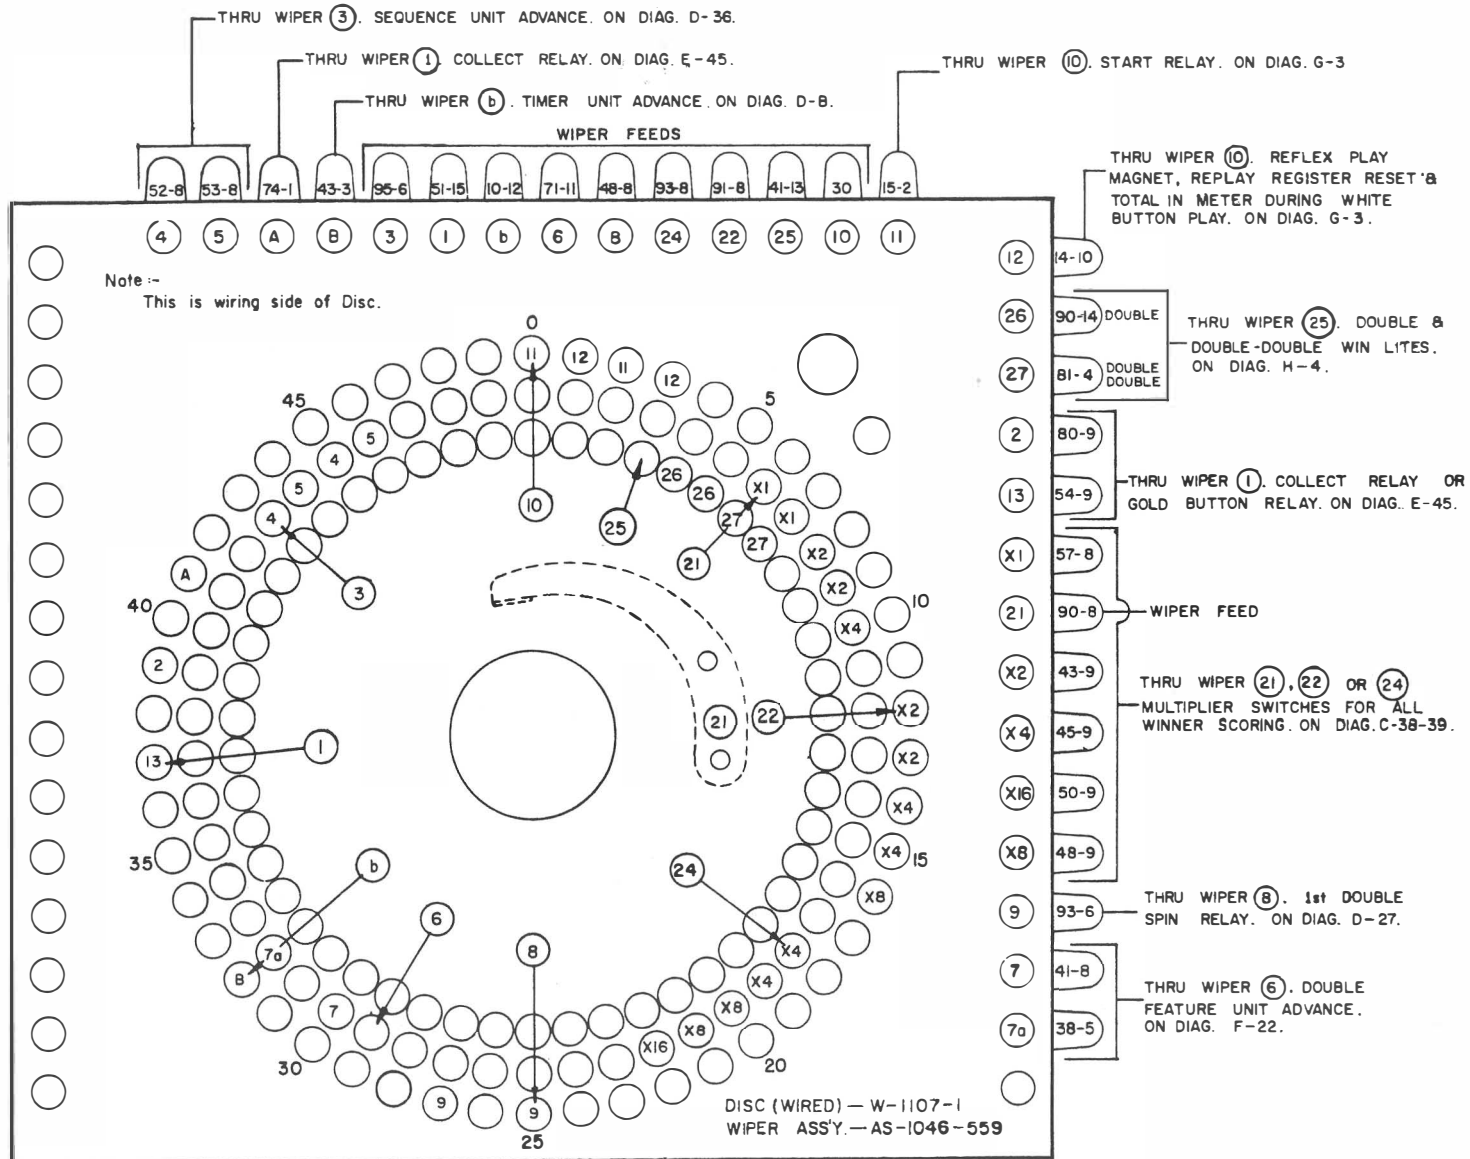 THRU WIPER 3. SEQUENCE UNIT ADVANCE. ON DIAG. D-36.
THRU WIPER 1. COLLECT RELAY. ON DIAG. E-45.
THRU WIPER 10. START RELAY. ON DIAG. G-3
THRU WIPER b. TIMER UNIT ADVANCE. ON DIAG. D-8.
WIPER FEEDS
52-8 53-8 74-1 43-3 95-6 51-15 10-12 71-11 48-8 93-8 91-8 41-13 30 15-2
4 5 A B 3 1 b 6 8 24 22 25 10 11
THRU WIPER 10. REFLEX PLAY
MAGNET, REPLAY REGISTER RESET &
TOTAL IN METER DURING WHITE
BUTTON PLAY. ON DIAG. G-3.
12 14-10
Note :-
This is wiring side of Disc.
26 90-14 DOUBLE
27 81-4 DOUBLE
DOUBLE
THRU WIPER 25. DOUBLE &
DOUBLE-DOUBLE WIN LITES.
ON DIAG. H-4.
2 80-9
13 54-9
THRU WIPER 1. COLLECT RELAY OR
GOLD BUTTON RELAY. ON DIAG. E-45.
X1 57-8
21 90-8 WIPER FEED
X2 43-9
X4 45-9
X16 50-9
X8 48-9
THRU WIPER 21, 22 OR 24
MULTIPLIER SWITCHES FOR ALL
WINNER SCORING. ON DIAG. C-38-39.
9 93-6
THRU WIPER 8. 1st DOUBLE
SPIN RELAY. ON DIAG. D-27.
7 41-8
7a 38-5
THRU WIPER 6. DOUBLE
FEATURE UNIT ADVANCE.
ON DIAG. F-22.
0
11 12 11 12
5
45
5
4
5
4
26 26 27 27
X1
X1
X2
X2
X4
10
25
21
3
A
40
2
13
1
21
22
X2
X2
X4
X4
15
X8
35
b
6
8
24
X4
X4
X8
X8
X16
20
7a
B
7
30
9
9
25
DISC (WIRED) — W-1107-1
WIPER ASS'Y. — AS-1046-559
10